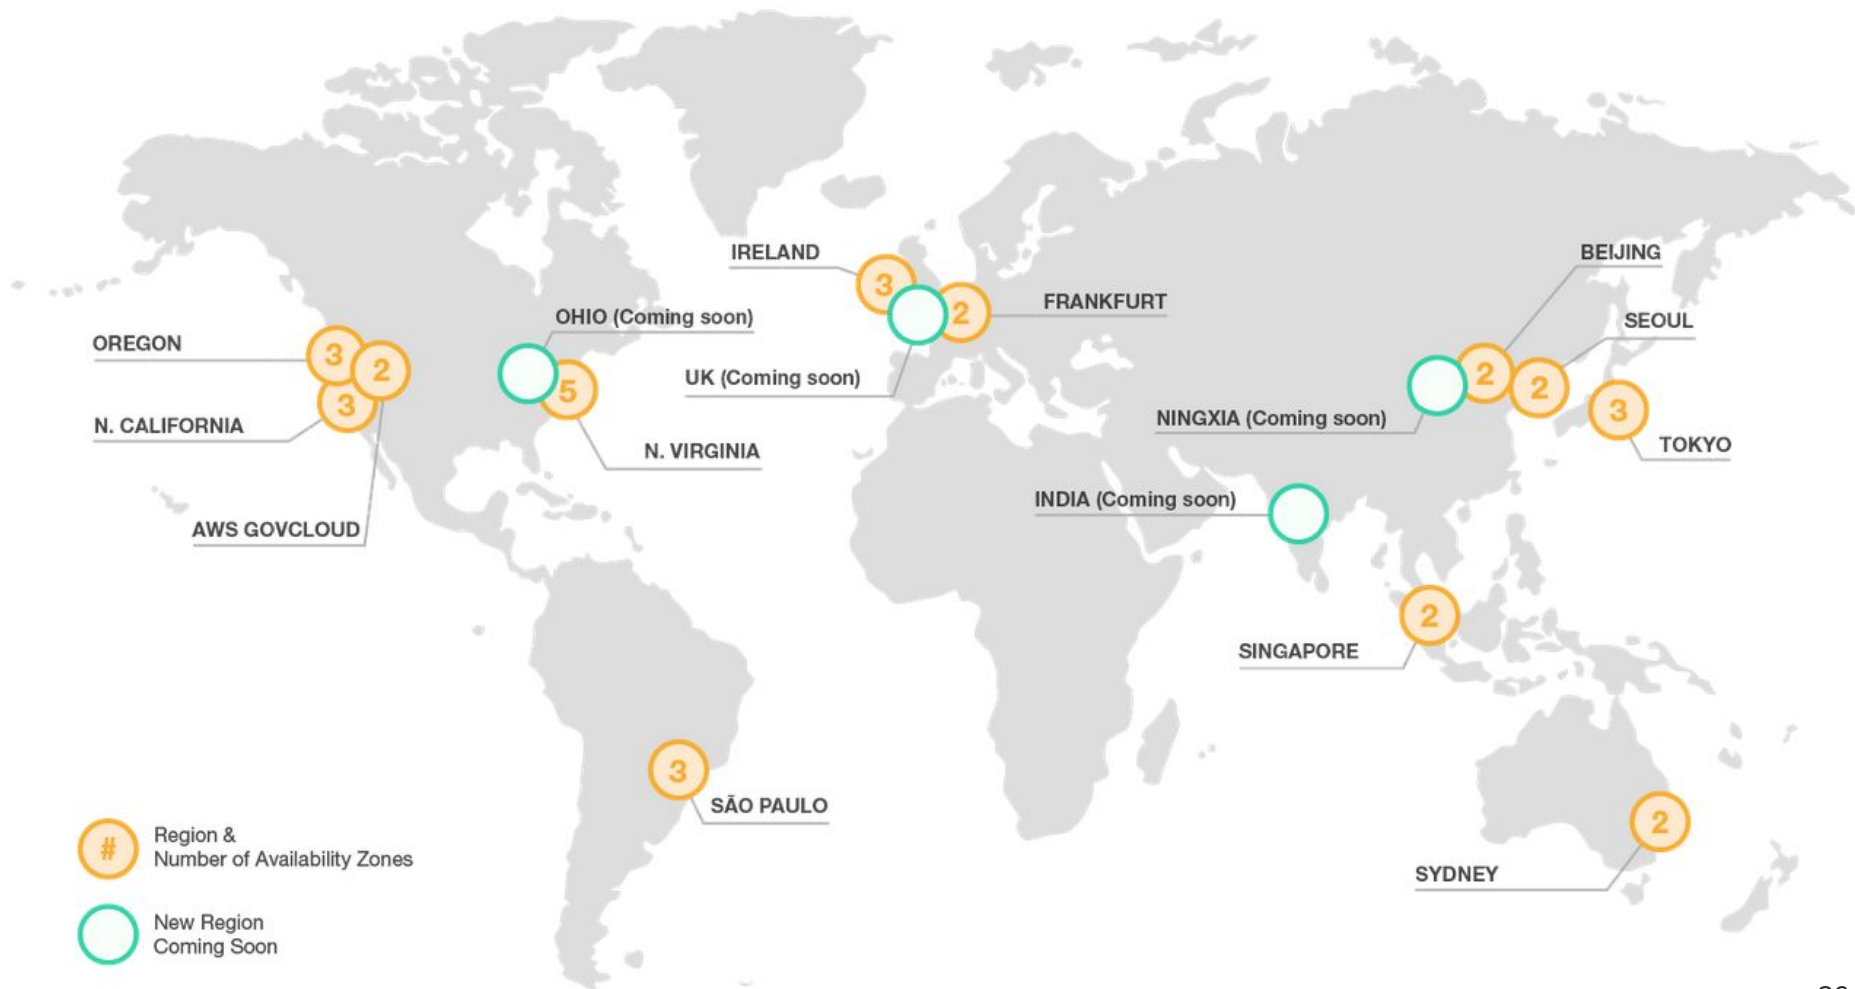 IRELAND
3
2
FRANKFURT
BEIJING
SEOUL
OHIO (Coming soon)
OREGON
3
2
3
5
UK (Coming soon)
2
2
3
N. CALIFORNIA
NINGXIA (Coming soon)
TOKYO
N. VIRGINIA
INDIA (Coming soon)
AWS GOVCLOUD
2
SINGAPORE
3
SÃO PAULO
2
SYDNEY
#
Region &
Number of Availability Zones
New Region
Coming Soon